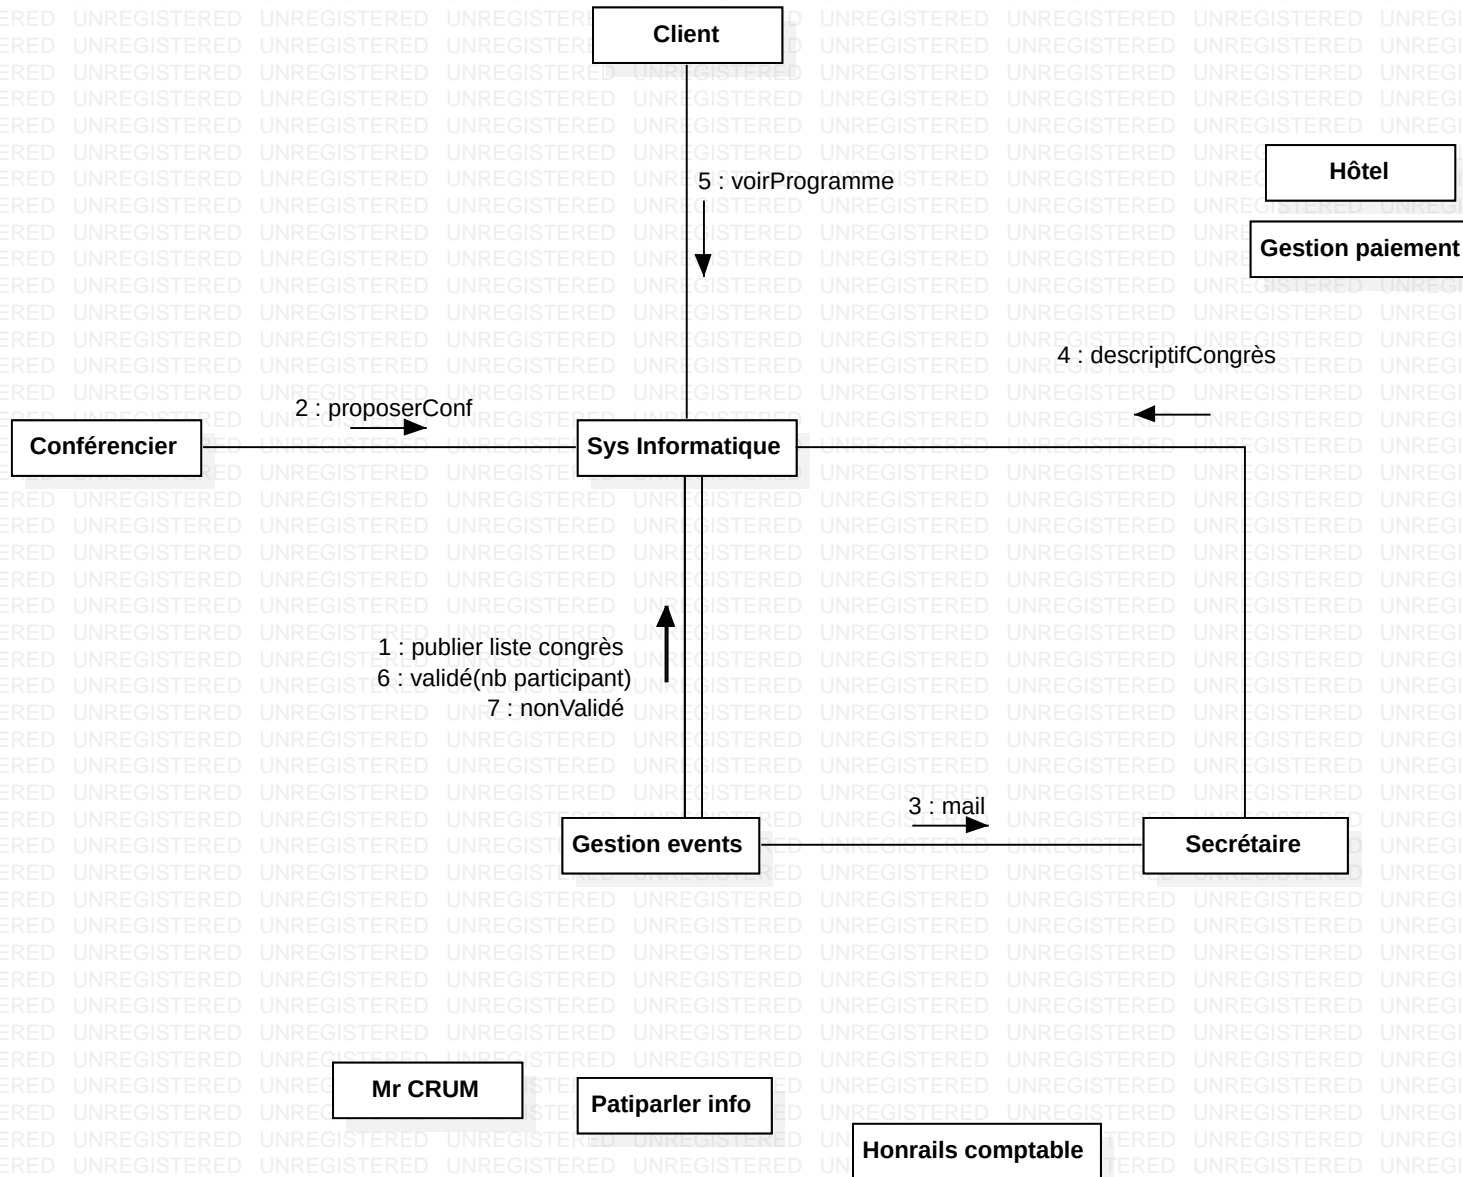 Client
5 : voirProgramme
Hôtel
Gestion paiement
4 : descriptifCongrès
2 : proposerConf
Conférencier
Sys Informatique
1 : publier liste congrès
6 : validé(nb participant)
7 : nonValidé
3 : mail
Gestion events
Secrétaire
Mr CRUM
Patiparler info
Honrails comptable
UNREGISTERED